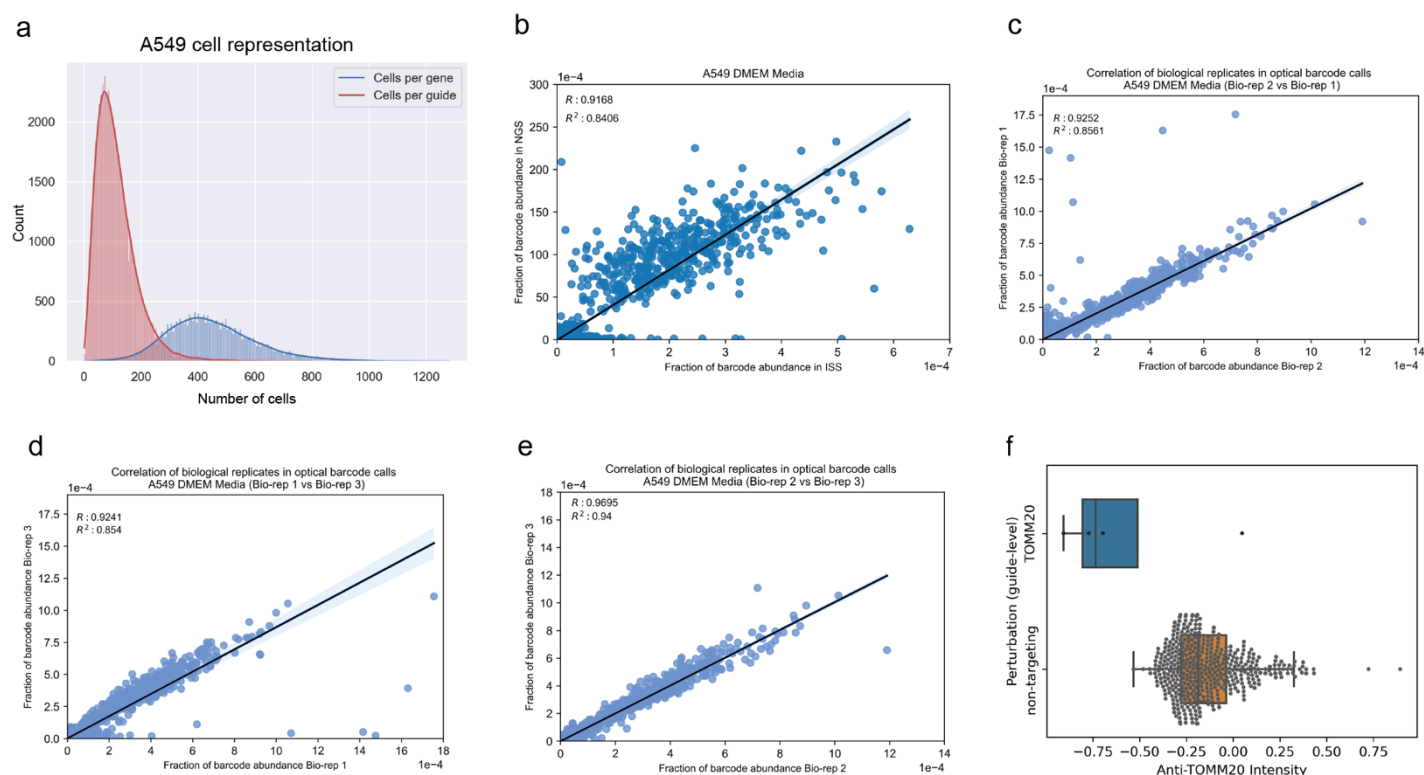 a
A549 cell representation
Cells per gene
Cells per guide
Count
2000
1500
1000
500
0
0 200 400 600 800 1000 1200
Number of cells
b
A549 DMEM Media
R : 0.9168
R² : 0.8406
Fraction of barcode abundance in NGS
300 e−4
250
200
150
100
50
0
0 1 2 3 4 5 6 7
1e−4
Fraction of barcode abundance in ISS
c
Correlation of biological replicates in optical barcode calls
A549 DMEM Media (Bio-rep 2 vs Bio-rep 1)
1e−4
R : 0.9252
R² : 0.8561
Fraction of barcode abundance Bio-rep 1
17.5
15.0
12.5
10.0
7.5
5.0
2.5
0.0
0 2 4 6 8 10 12 14
1e−4
Fraction of barcode abundance Bio-rep 2
d
Correlation of biological replicates in optical barcode calls
A549 DMEM Media (Bio-rep 1 vs Bio-rep 3)
1e−4
R : 0.9241
R² : 0.854
Fraction of barcode abundance Bio-rep 3
17.5
15.0
12.5
10.0
7.5
5.0
2.5
0.0
0 2 4 6 8 10 12 14 16 18
1e−4
Fraction of barcode abundance Bio-rep 1
e
Correlation of biological replicates in optical barcode calls
A549 DMEM Media (Bio-rep 2 vs Bio-rep 3)
1e−4
R : 0.9695
R² : 0.94
Fraction of barcode abundance Bio-rep 3
18
16
14
12
10
8
6
4
2
0
0 2 4 6 8 10 12 14
1e−4
Fraction of barcode abundance Bio-rep 2
f
Perturbation (guide-level)
TOMM20
non-targeting
−0.75 −0.50 −0.25 0.00 0.25 0.50 0.75
Anti-TOMM20 Intensity